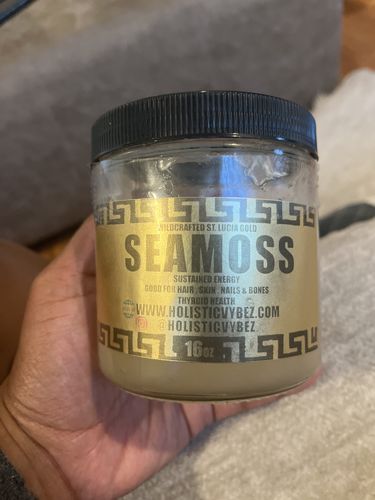 WILDCRAFTED ST. LUCIA GOLD
SEAMOSS
SUSTAINED ENERGY
GOOD FOR HAIR, SKIN, NAILS & BONES
THYROID HEALTH
WWW.HOLISTICVYBEZ.COM
@HOLISTICVYBEZ
16oz